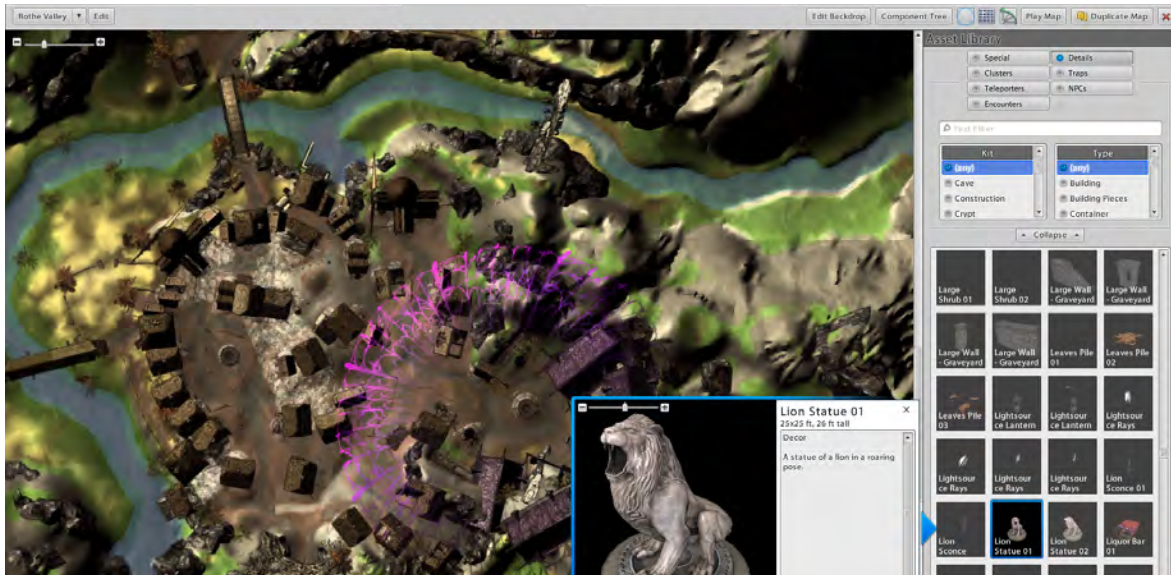 Rothe Valley
Edit
Edit Backdrop
Component Tree
Play Map
Duplicate Map
Asset Library
Special
Details
Clusters
Traps
Teleporters
NPCs
Encounters
Text Filter
Kit
(any)
Cave
Construction
Crypt
Type
(any)
Building
Building Pieces
Container
Collapse
Large
Shrub 01
Large
Shrub 02
Large Wall
- Graveyard
Large Wall
- Graveyard
Large Wall
- Graveyard
Large Wall
- Graveyard
Leaves Pile
01
Leaves Pile
02
Leaves Pile
03
Lightsour
ce Lantern
Lightsour
ce Lantern
Lightsour
ce Rays
Lightsour
ce Rays
Lightsour
ce Rays
Lightsour
ce Rays
Lion
Sconce 01
Lion
Sconce
Lion
Statue 01
Lion
Statue 02
Liquor Bar
01
Lion Statue 01
25x25 ft, 26 ft tall
Decor
A statue of a lion in a roaring
pose.